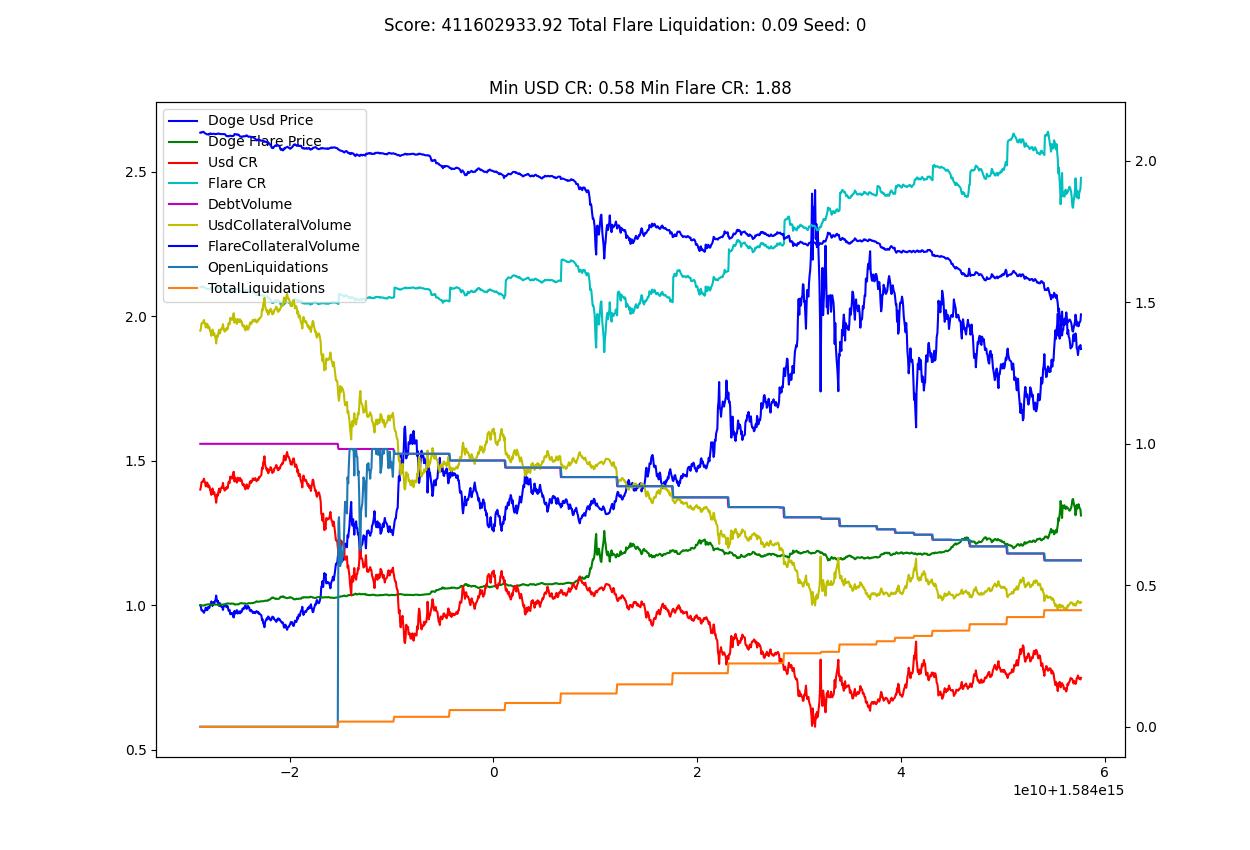 Score: 411602933.92 Total Flare Liquidation: 0.09 Seed: 0
Min USD CR: 0.58 Min Flare CR: 1.88
Doge Usd Price
Doge Flare Price
Usd CR
Flare CR
DebtVolume
UsdCollateralVolume
FlareCollateralVolume
OpenLiquidations
TotalLiquidations
2.5
2.0
1.5
1.0
0.5
2.0
1.5
1.0
0.5
0.0
−2
0
2
4
6
1e10+1.584e15